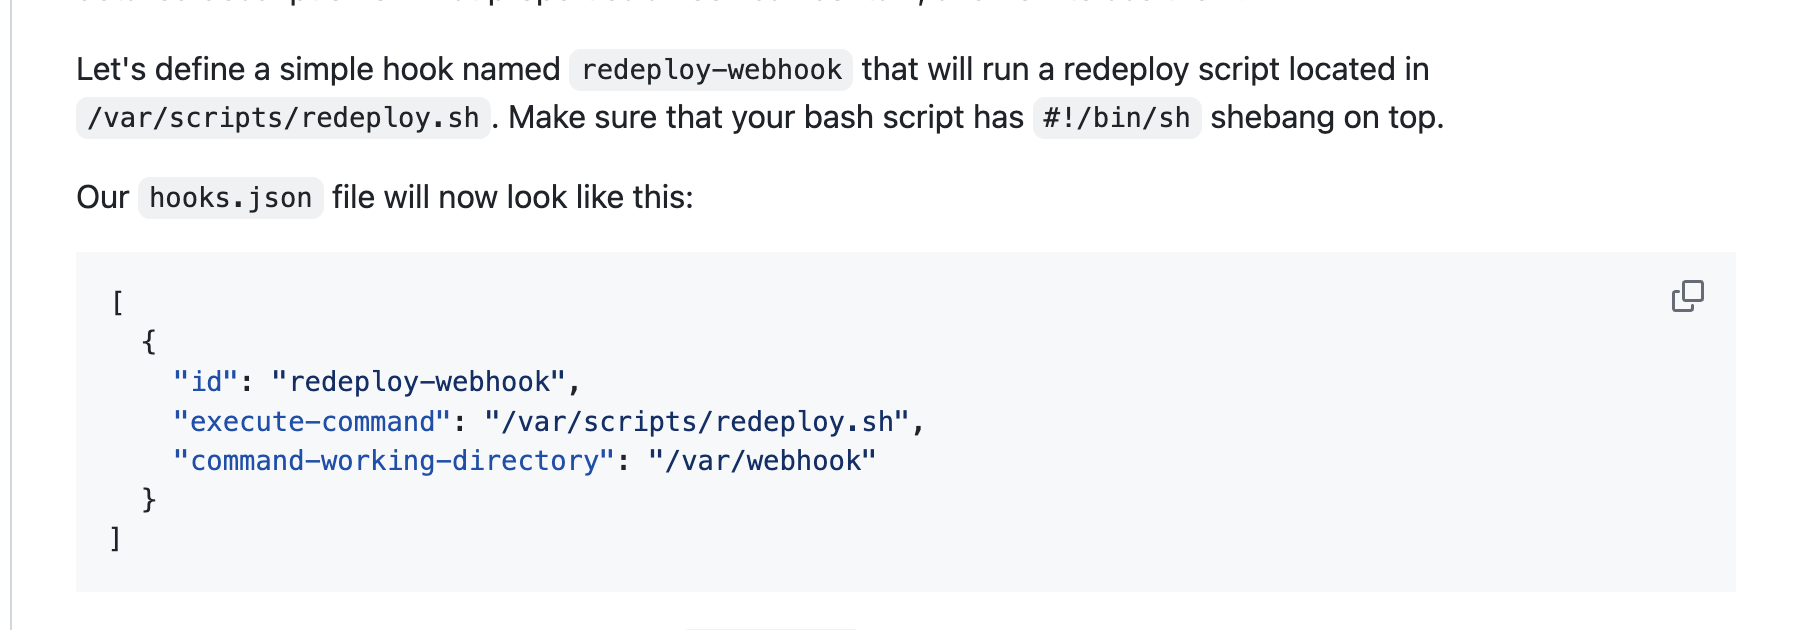 Let's define a simple hook named redeploy-webhook that will run a redeploy script located in
/var/scripts/redeploy.sh. Make sure that your bash script has #!/bin/sh shebang on top.
Our hooks.json file will now look like this:
[
  {
    "id": "redeploy-webhook",
    "execute-command": "/var/scripts/redeploy.sh",
    "command-working-directory": "/var/webhook"
  }
]